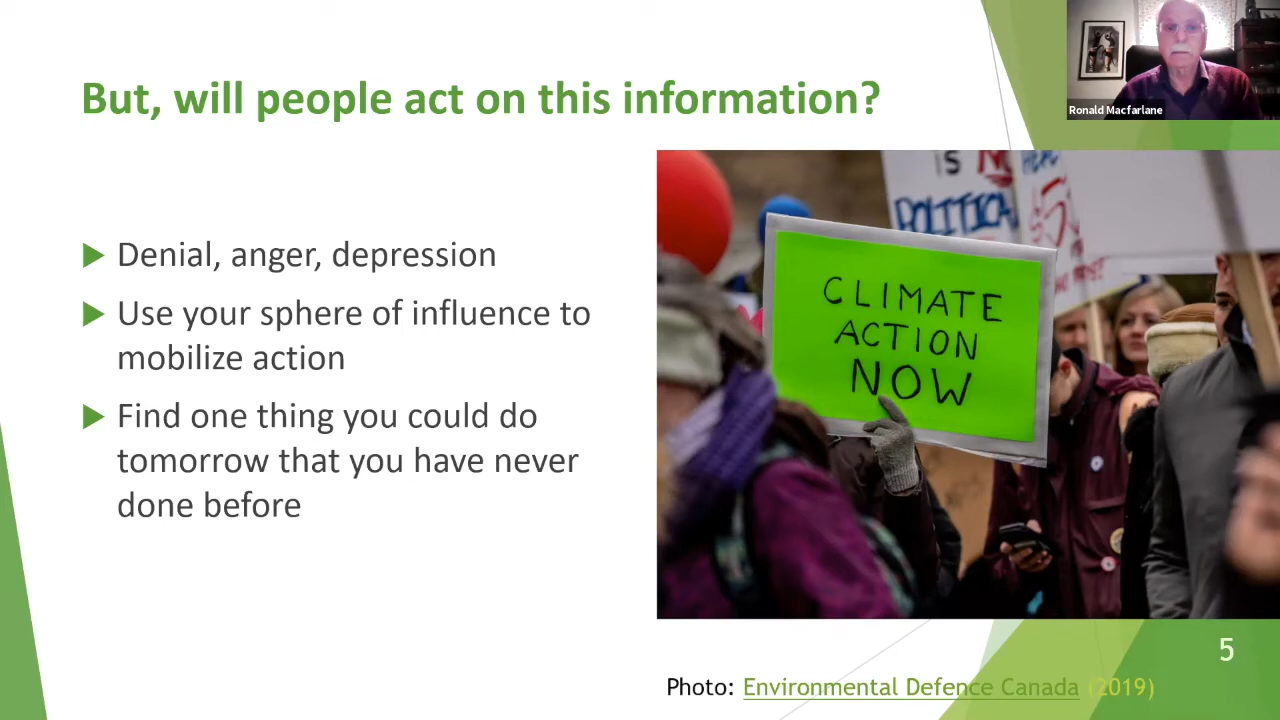 But, will people act on this information?
Ronald Macfarlane
Denial, anger, depression
Use your sphere of influence to
mobilize action
Find one thing you could do
tomorrow that you have never
done before
IS
POLITICA
CLIMATE
ACTION
NOW
5
Photo: Environmental Defence Canada (2019)